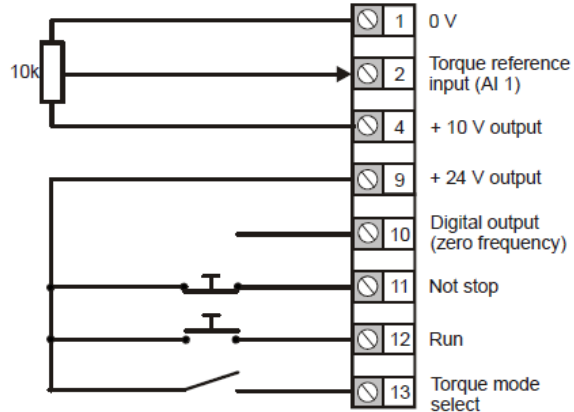 1 0 V
10k
2 Torque reference
input (AI 1)
4 + 10 V output
9 + 24 V output
10 Digital output
(zero frequency)
11 Not stop
12 Run
13 Torque mode
select